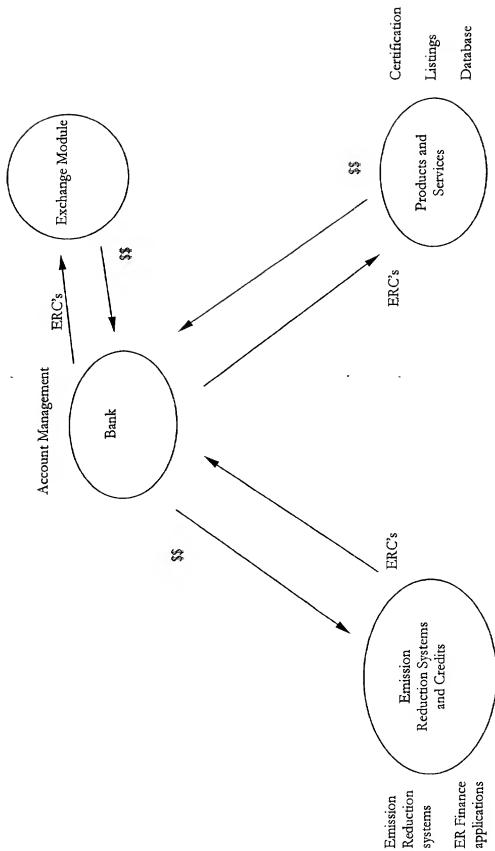 Account Management
ERC's
Exchange Module
Bank
$$
$$
$$
ERC's
ERC's
Emission
Reduction
systems
ER Finance
applications
Emission
Reduction Systems
and Credits
Products and
Services
Certification
Listings
Database